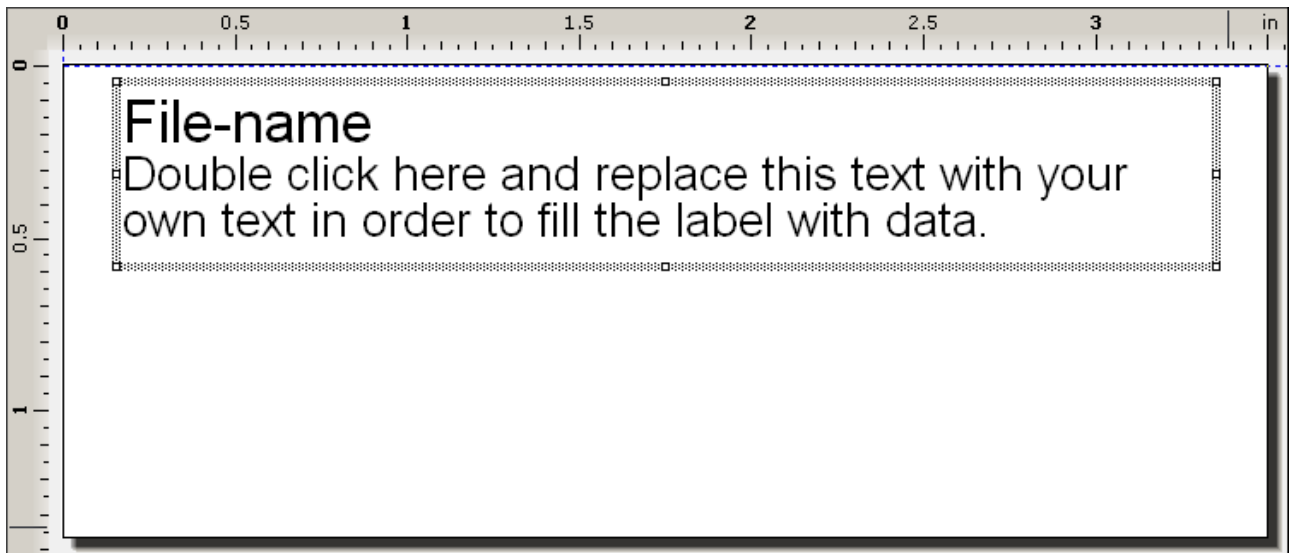 0 0.5 1 1.5 2 2.5 3 in
0
File-name
Double click here and replace this text with your
own text in order to fill the label with data.
0.5
1